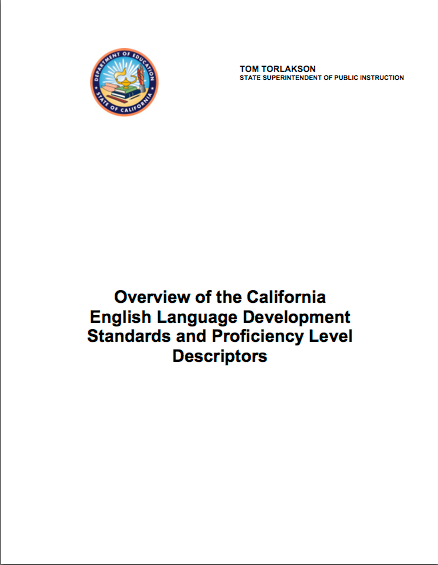 DEPARTMENT OF EDUCATION
STATE OF CALIFORNIA
TOM TORLAKSON
STATE SUPERINTENDENT OF PUBLIC INSTRUCTION
Overview of the California
English Language Development
Standards and Proficiency Level
Descriptors